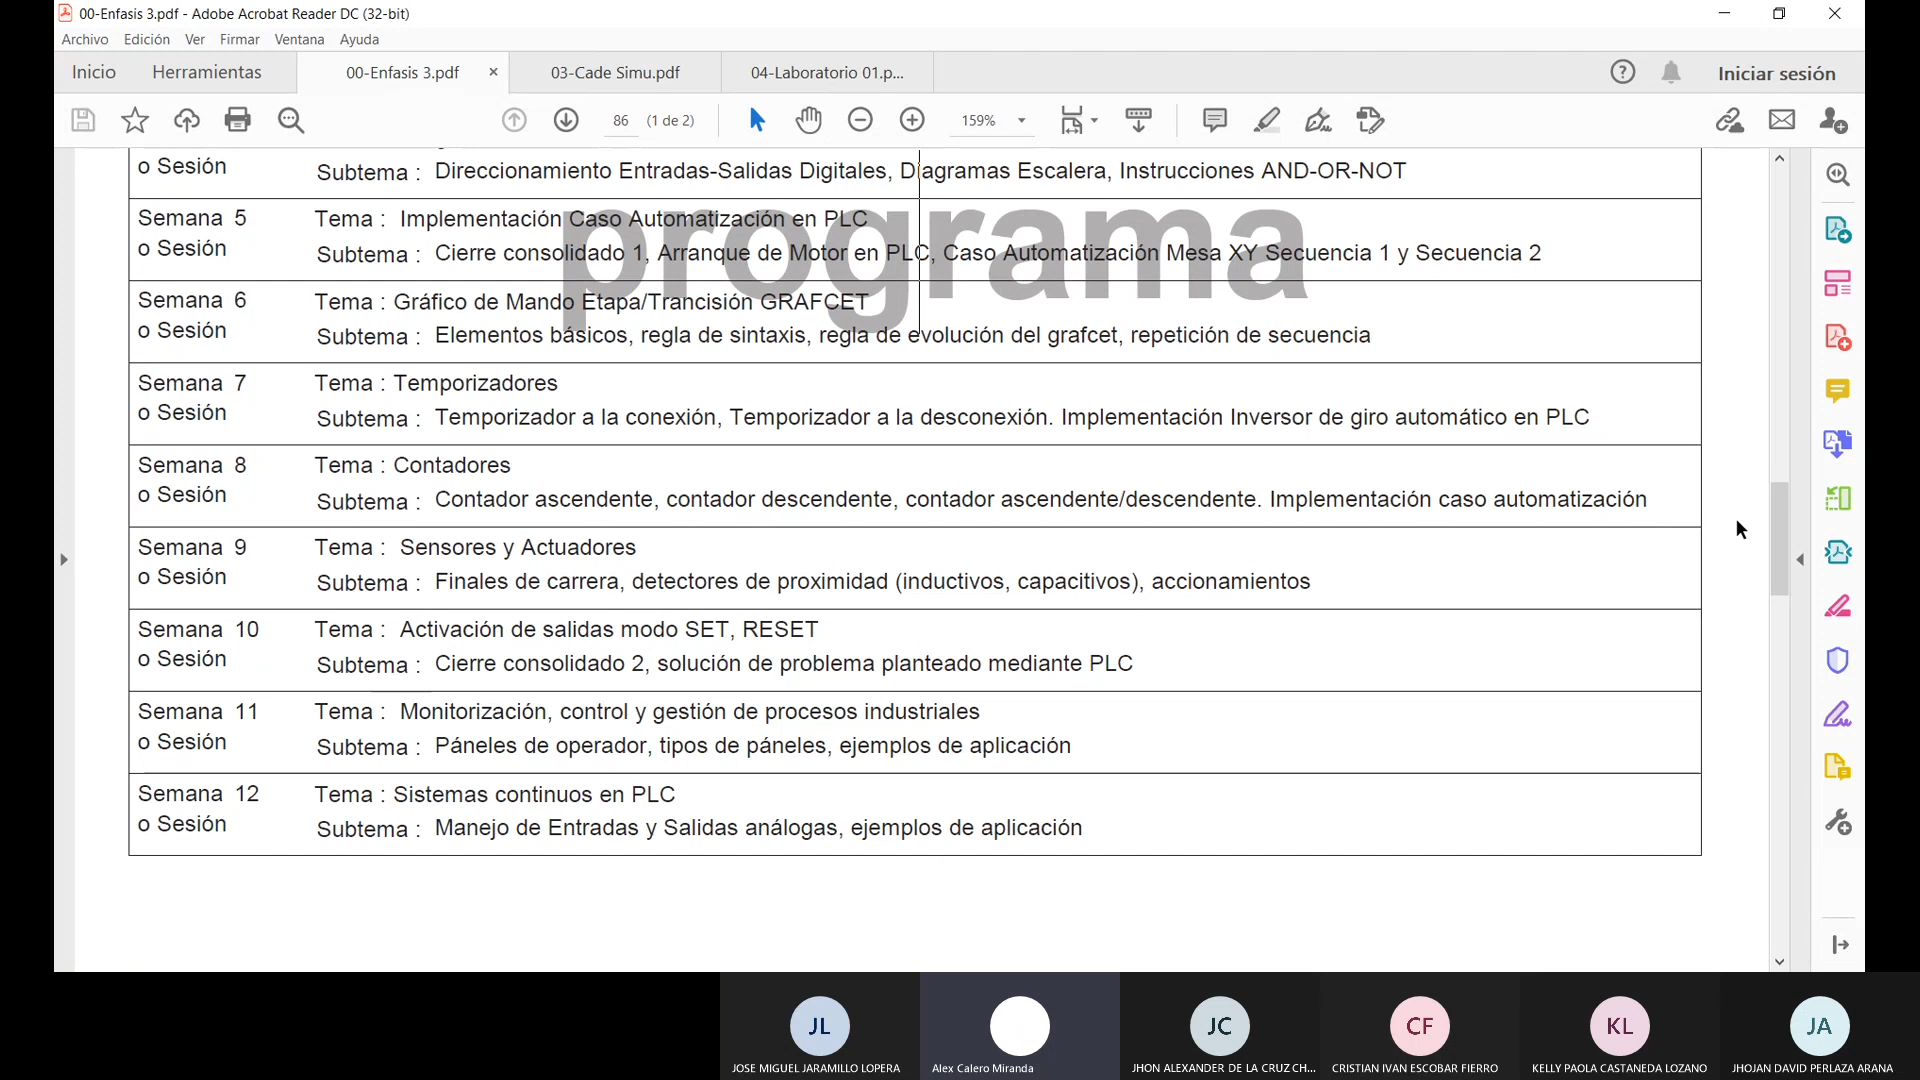 00-Enfasis 3.pdf - Adobe Acrobat Reader DC (32-bit)
Archivo Edición Ver Firmar Ventana Ayuda
Inicio Herramientas 00-Enfasis 3.pdf × 03-Cade Simu.pdf 04-Laboratorio 01.p... Iniciar sesión
86 (1 de 2) 159%
o Sesión Subtema : Direccionamiento Entradas-Salidas Digitales, Diagramas Escalera, Instrucciones AND-OR-NOT
programa
Semana 5 Tema : Implementación Caso Automatización en PLC
o Sesión Subtema : Cierre consolidado 1, Arranque de Motor en PLC, Caso Automatización Mesa XY Secuencia 1 y Secuencia 2
Semana 6 Tema : Gráfico de Mando Etapa/Trancisión GRAFCET
o Sesión Subtema : Elementos básicos, regla de sintaxis, regla de evolución del grafcet, repetición de secuencia
Semana 7 Tema : Temporizadores
o Sesión Subtema : Temporizador a la conexión, Temporizador a la desconexión. Implementación Inversor de giro automático en PLC
Semana 8 Tema : Contadores
o Sesión Subtema : Contador ascendente, contador descendente, contador ascendente/descendente. Implementación caso automatización
Semana 9 Tema : Sensores y Actuadores
o Sesión Subtema : Finales de carrera, detectores de proximidad (inductivos, capacitivos), accionamientos
Semana 10 Tema : Activación de salidas modo SET, RESET
o Sesión Subtema : Cierre consolidado 2, solución de problema planteado mediante PLC
Semana 11 Tema : Monitorización, control y gestión de procesos industriales
o Sesión Subtema : Páneles de operador, tipos de páneles, ejemplos de aplicación
Semana 12 Tema : Sistemas continuos en PLC
o Sesión Subtema : Manejo de Entradas y Salidas análogas, ejemplos de aplicación
JL JC CF KL JA
JOSE MIGUEL JARAMILLO LOPERA Alex Calero Miranda JHON ALEXANDER DE LA CRUZ CH... CRISTIAN IVAN ESCOBAR FIERRO KELLY PAOLA CASTANEDA LOZANO JHOJAN DAVID PERLAZA ARANA